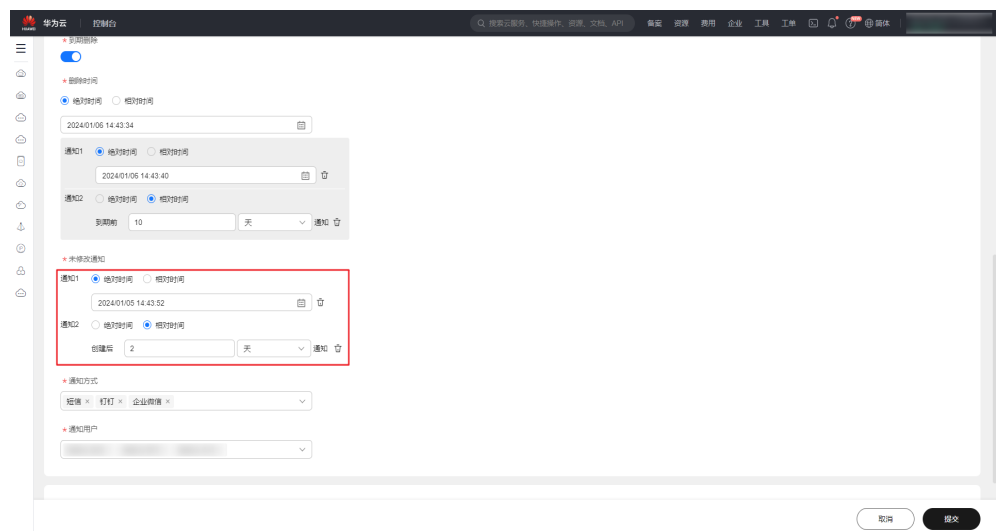 HUAWEI 华为云 控制台 搜索云服务、快捷操作、资源、文档、API 备案 资源 费用 企业 工具 工单 简体
* 到期删除
* 删除时间
绝对时间 相对时间
2024/01/06 14:43:34
通知1 绝对时间 相对时间
2024/01/06 14:43:40
通知2 绝对时间 相对时间
到期前 10 天 通知
* 未修改通知
通知1 绝对时间 相对时间
2024/01/05 14:43:52
通知2 绝对时间 相对时间
创建后 2 天 通知
* 通知方式
短信 × 钉钉 × 企业微信 ×
* 通知用户
取消 提交